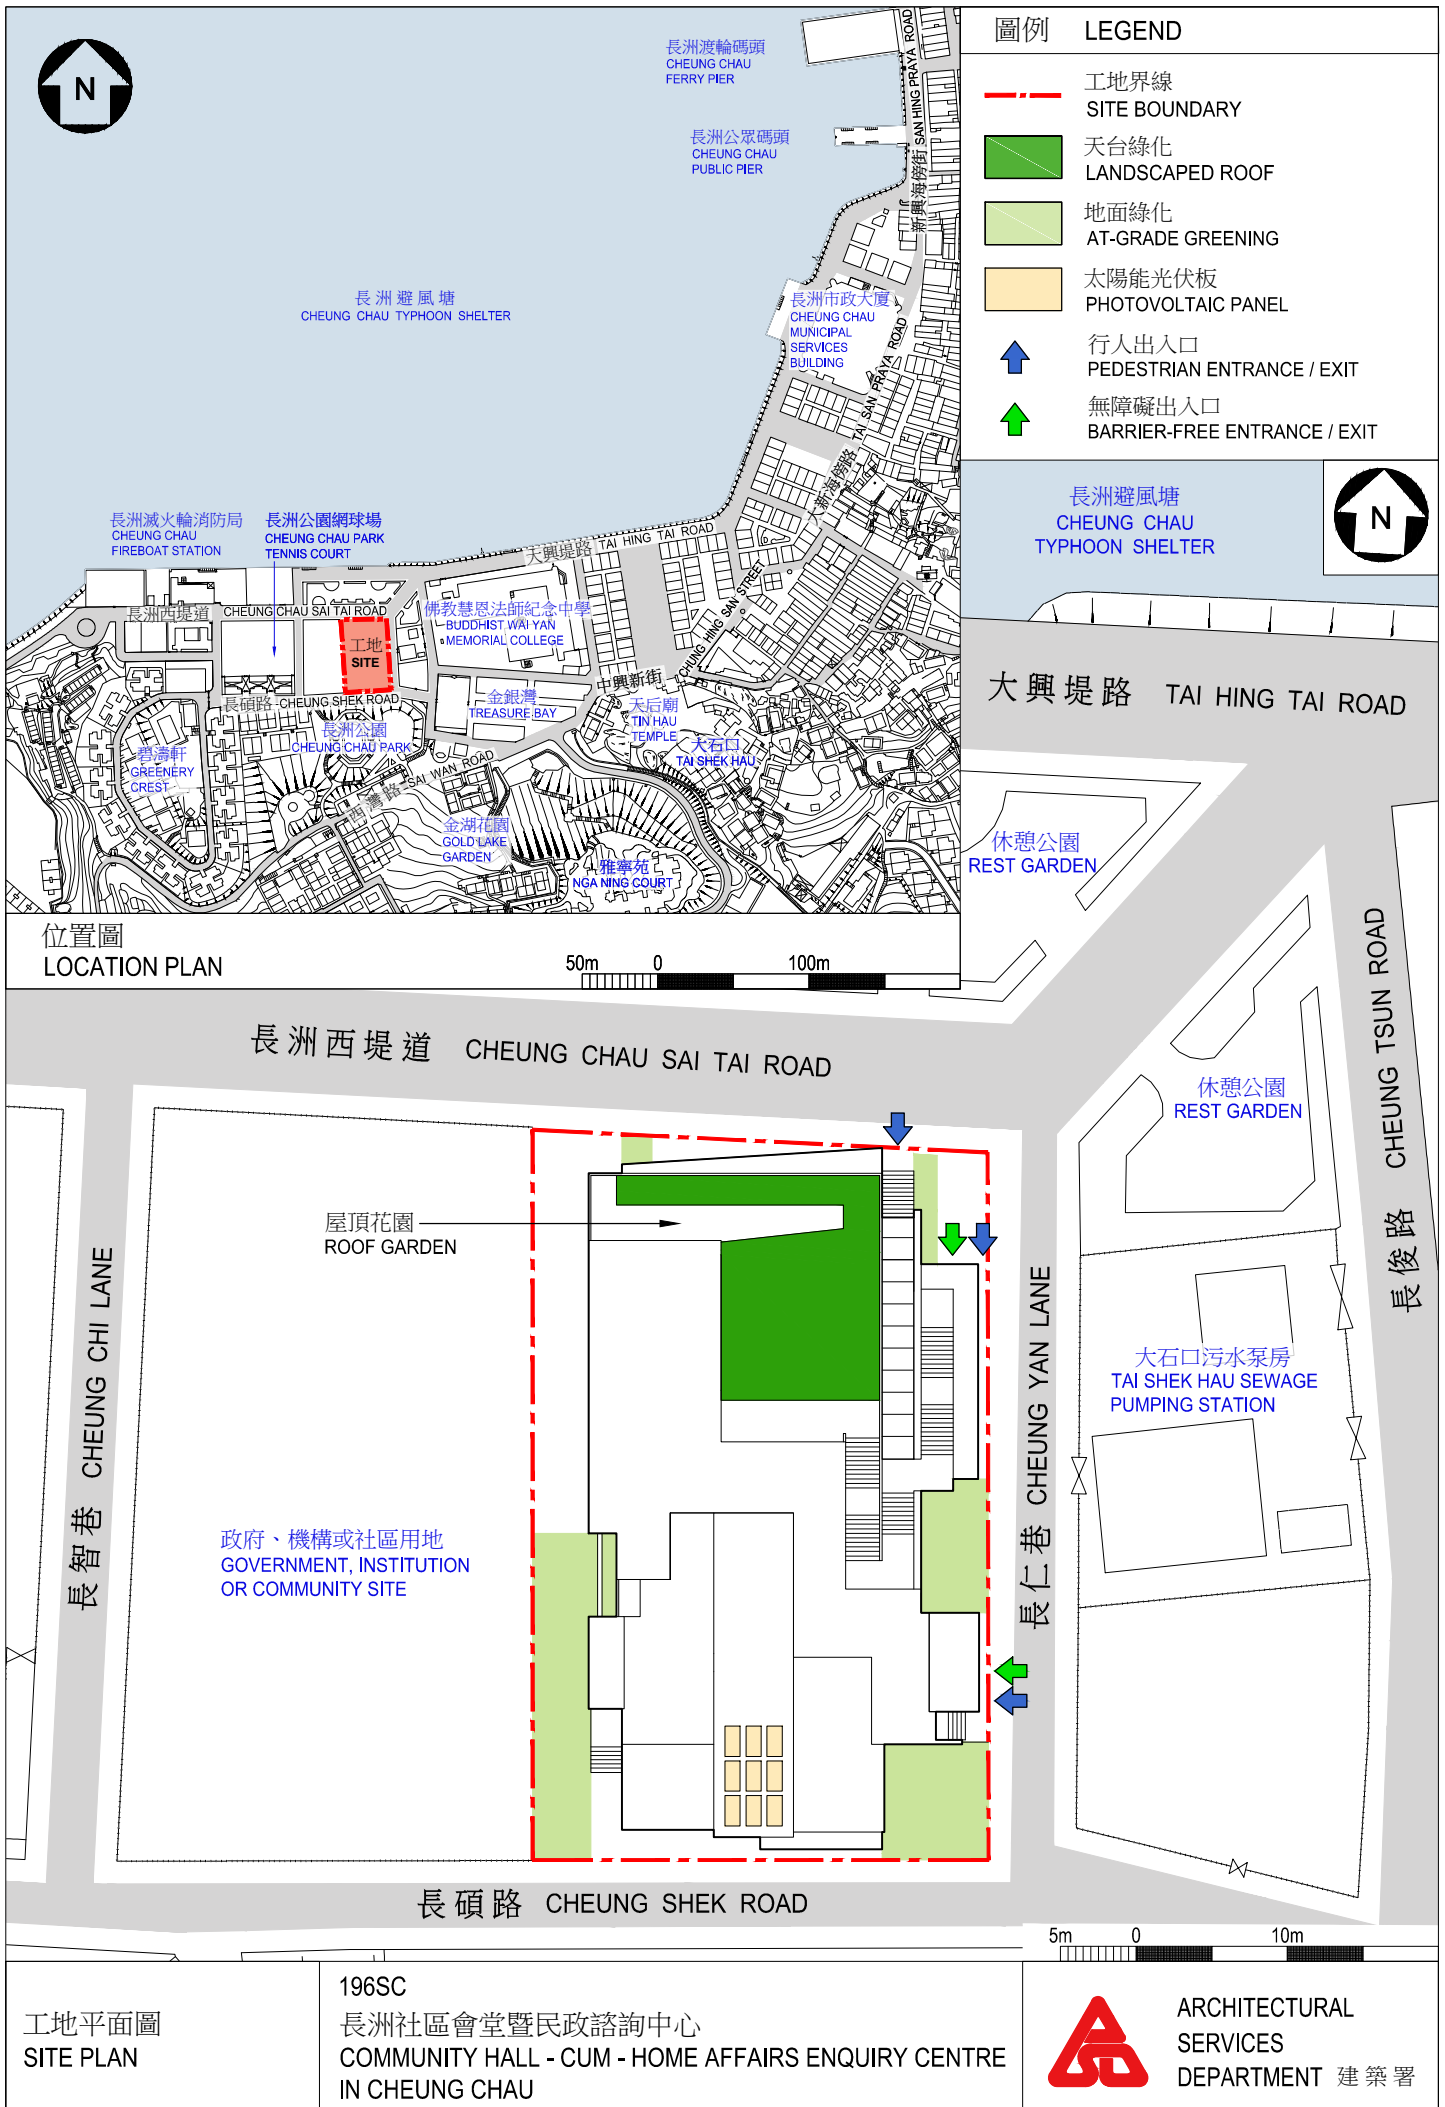 N
長洲渡輪碼頭
CHEUNG CHAU
FERRY PIER
長洲公眾碼頭
CHEUNG CHAU
PUBLIC PIER
新興海傍街 SAN HING PRAYA ROAD
長洲避風塘
CHEUNG CHAU TYPHOON SHELTER
長洲市政大廈
CHEUNG CHAU
MUNICIPAL
SERVICES
BUILDING
大新海傍路 TAI SAN PRAYA ROAD
長洲滅火輪消防局
CHEUNG CHAU
FIREBOAT STATION
長洲公園網球場
CHEUNG CHAU PARK
TENNIS COURT
大興堤路 TAI HING TAI ROAD
長洲西堤道 CHEUNG CHAU SAI TAI ROAD
佛教慧恩法師紀念中學
BUDDHIST WAI YAN
MEMORIAL COLLEGE
工地
SITE
中興新街 CHUNG HING SAN STREET
長碩路 CHEUNG SHEK ROAD
金銀灣
TREASURE BAY
天后廟
TIN HAU
TEMPLE
長洲公園
CHEUNG CHAU PARK
大石口
TAI SHEK HAU
碧濤軒
GREENERY
CREST
西灣路 SAI WAN ROAD
金湖花園
GOLD LAKE
GARDEN
雅寧苑
NGA NING COURT
位置圖
LOCATION PLAN
50m 0 100m
圖例 LEGEND
工地界線
SITE BOUNDARY
天台綠化
LANDSCAPED ROOF
地面綠化
AT-GRADE GREENING
太陽能光伏板
PHOTOVOLTAIC PANEL
行人出入口
PEDESTRIAN ENTRANCE / EXIT
無障礙出入口
BARRIER-FREE ENTRANCE / EXIT
長洲避風塘
CHEUNG CHAU
TYPHOON SHELTER
N
大興堤路 TAI HING TAI ROAD
休憩公園
REST GARDEN
長洲西堤道 CHEUNG CHAU SAI TAI ROAD
休憩公園
REST GARDEN
長俊路 CHEUNG TSUN ROAD
屋頂花園
ROOF GARDEN
長智巷 CHEUNG CHI LANE
長仁巷 CHEUNG YAN LANE
大石口污水泵房
TAI SHEK HAU SEWAGE
PUMPING STATION
政府、機構或社區用地
GOVERNMENT, INSTITUTION
OR COMMUNITY SITE
長碩路 CHEUNG SHEK ROAD
5m 0 10m
工地平面圖
SITE PLAN
196SC
長洲社區會堂暨民政諮詢中心
COMMUNITY HALL - CUM - HOME AFFAIRS ENQUIRY CENTRE
IN CHEUNG CHAU
ARCHITECTURAL
SERVICES
DEPARTMENT 建築署